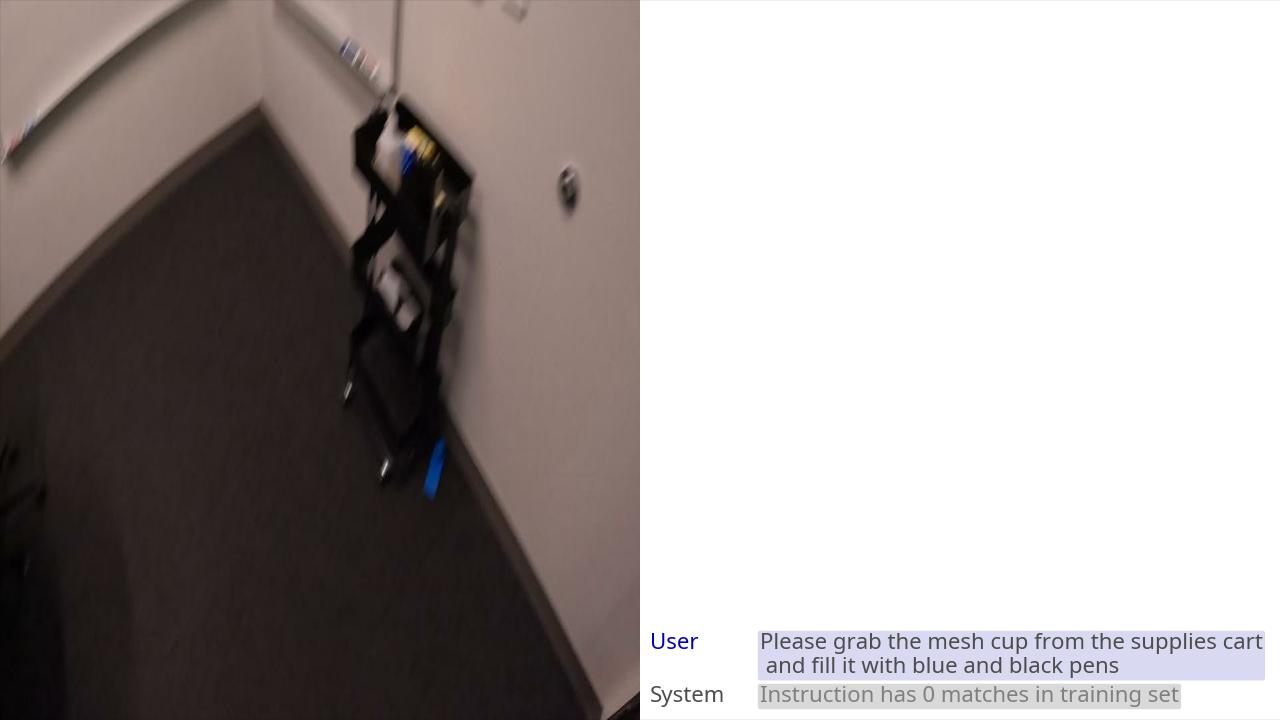 User Please grab the mesh cup from the supplies cart
and fill it with blue and black pens
System Instruction has 0 matches in training set